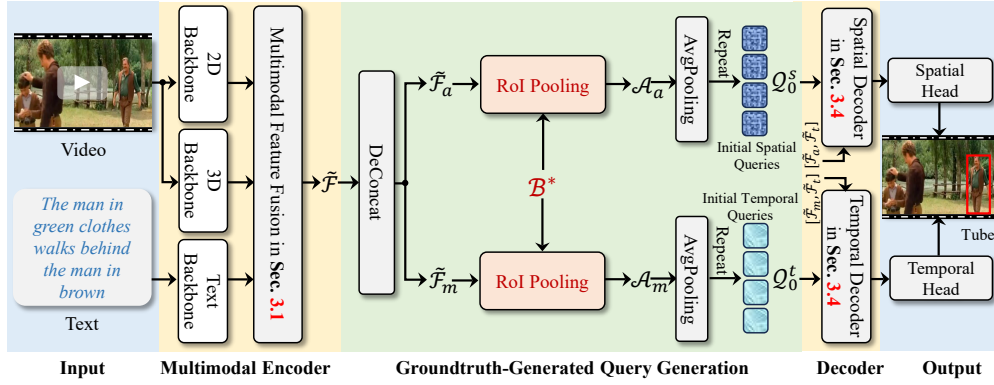 Video
The man in
green clothes
walks behind
the man in
brown
Text
2D
Backbone
3D
Backbone
Text
Backbone
Multimodal Feature Fusion in Sec. 3.1
F̃
DeConcat
F̃ₐ
RoI Pooling
𝒜ₐ
AvgPooling
Repeat
𝒬₀ˢ
Initial Spatial
Queries
ℬ*
Initial Temporal
Queries
F̃ₘ
RoI Pooling
𝒜ₘ
AvgPooling
Repeat
𝒬₀ᵗ
[F̃ₐ, F̃ₜ]
[F̃ₘ, F̃ₜ]
Spatial Decoder
in Sec. 3.4
Temporal Decoder
in Sec. 3.4
Spatial
Head
Tube
Temporal
Head
Input
Multimodal Encoder
Groundtruth-Generated Query Generation
Decoder
Output